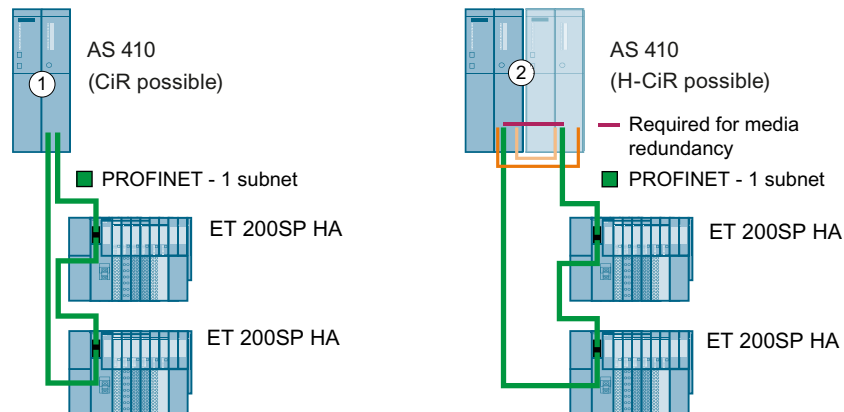 AS 410
(CiR possible)
1
PROFINET - 1 subnet
ET 200SP HA
ET 200SP HA
AS 410
(H-CiR possible)
2
Required for media
redundancy
PROFINET - 1 subnet
ET 200SP HA
ET 200SP HA